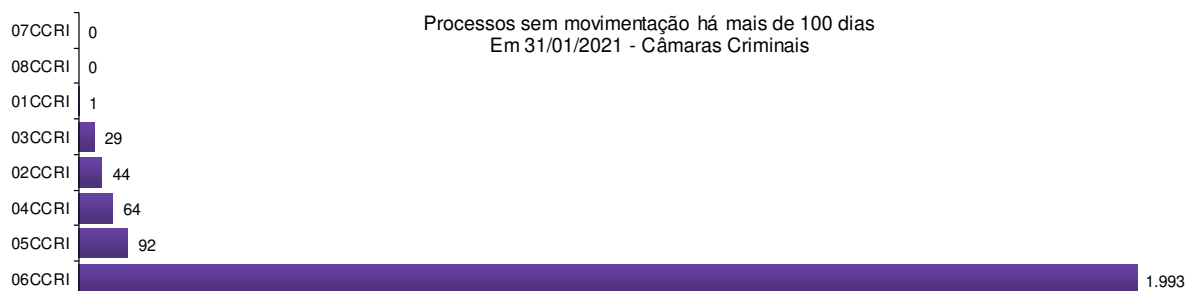 Processos sem movimentação há mais de 100 dias
Em 31/01/2021 - Câmaras Criminais
07CCRI 0
08CCRI 0
01CCRI 1
03CCRI 29
02CCRI 44
04CCRI 64
05CCRI 92
06CCRI 1.993